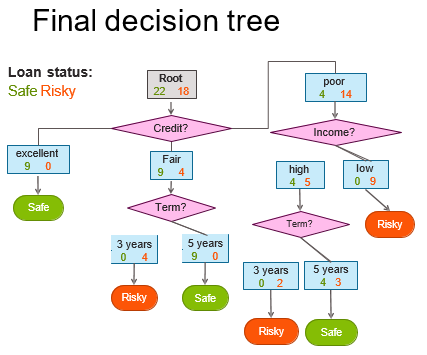 Final decision tree
Loan status:
Safe Risky
Root
22 18
poor
4 14
Credit?
Income?
excellent
9 0
Fair
9 4
high
4 5
low
0 9
Safe
Term?
Risky
Term?
3 years
0 4
5 years
9 0
3 years
0 2
5 years
4 3
Risky
Safe
Risky
Safe